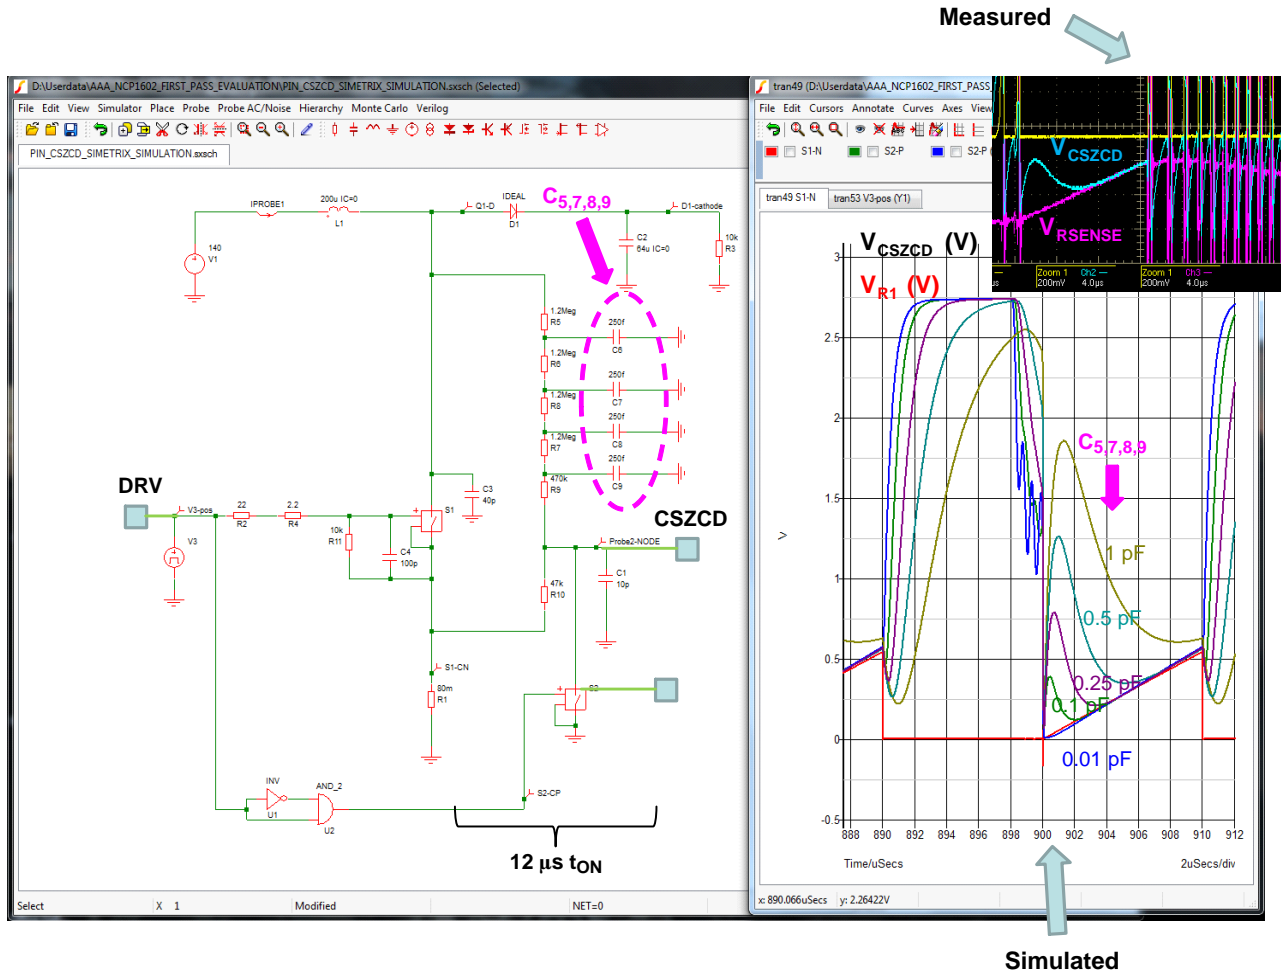 Measured
D:\Userdata\AAA_NCP1602_FIRST_PASS_EVALUATION\PIN_CSZCD_SIMETRIX_SIMULATION.sxsch (Selected)
File Edit View Simulator Place Probe Probe AC/Noise Hierarchy Monte Carlo Verilog
PIN_CSZCD_SIMETRIX_SIMULATION.sxsch
IPROBE1
200u IC=0
L1
Q1-D
IDEAL
D1
C5,7,8,9
D1-cathode
140
V1
C2
64u IC=0
10k
R3
1.2Meg
R5
250f
C6
1.2Meg
R6
250f
C7
1.2Meg
R8
250f
C8
1.2Meg
R7
250f
C9
470k
R9
C3
40p
DRV
V3-pos
22
R2
2.2
R4
S1
10k
R11
C4
100p
V3
CSZCD
Probe2-NODE
C1
10p
47k
R10
S1-CN
80m
R1
INV
U1
AND_2
U2
S2-CP
12 µs tON
Select
X 1
Modified
NET=0
tran49 (D:\Userdata\AAA_NCP1602_FIRST_PASS_
File Edit Cursors Annotate Curves Axes View
S1-N
S2-P
S2-P (
tran49 S1-N
tran53 V3-pos (Y1)
VCSZCD
VRSENSE
Zoom 1 Ch2
200mV 4.0µs
Zoom 1 Ch3
200mV 4.0µs
VCSZCD (V)
VR1 (V)
3
2.5
2
1.5
1
0.5
0
-0.5
V
C5,7,8,9
1 pF
0.5 pF
0.25 pF
0.1 pF
0.01 pF
888 890 892 894 896 898 900 902 904 906 908 910 912
Time/uSecs
2uSecs/div
x: 890.066uSecs y: 2.26422V
Simulated